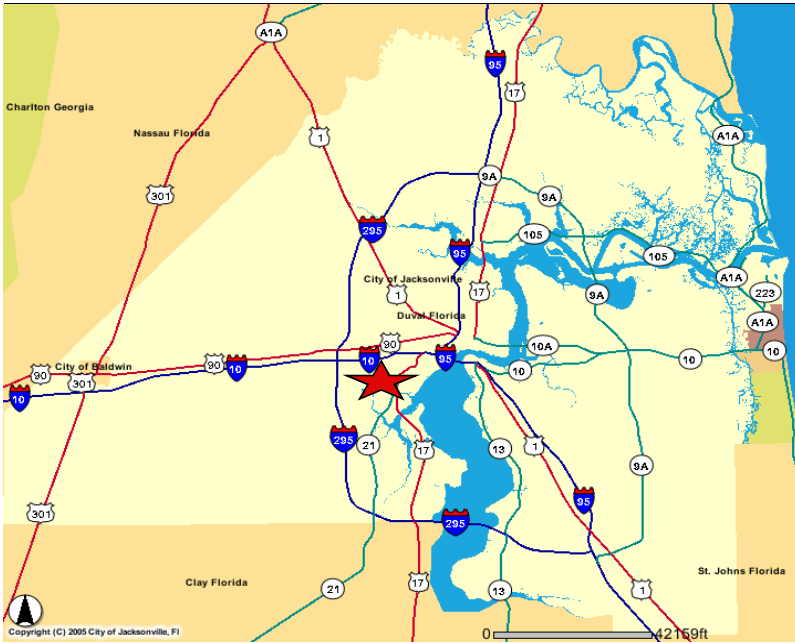 A1A
95
17
Charlton Georgia
Nassau Florida
1
A1A
9A
301
9A
295
105
95
105
City of Jacksonville
A1A
17
223
1
9A
Duval Florida
A1A
90
10A
10
95
10
10
City of Baldwin
90
10
90
10
301
10
21
295
17
13
1
9A
95
301
295
St. Johns Florida
Clay Florida
17
21
13
1
Copyright (C) 2005 City of Jacksonville, Fl
0
42159ft